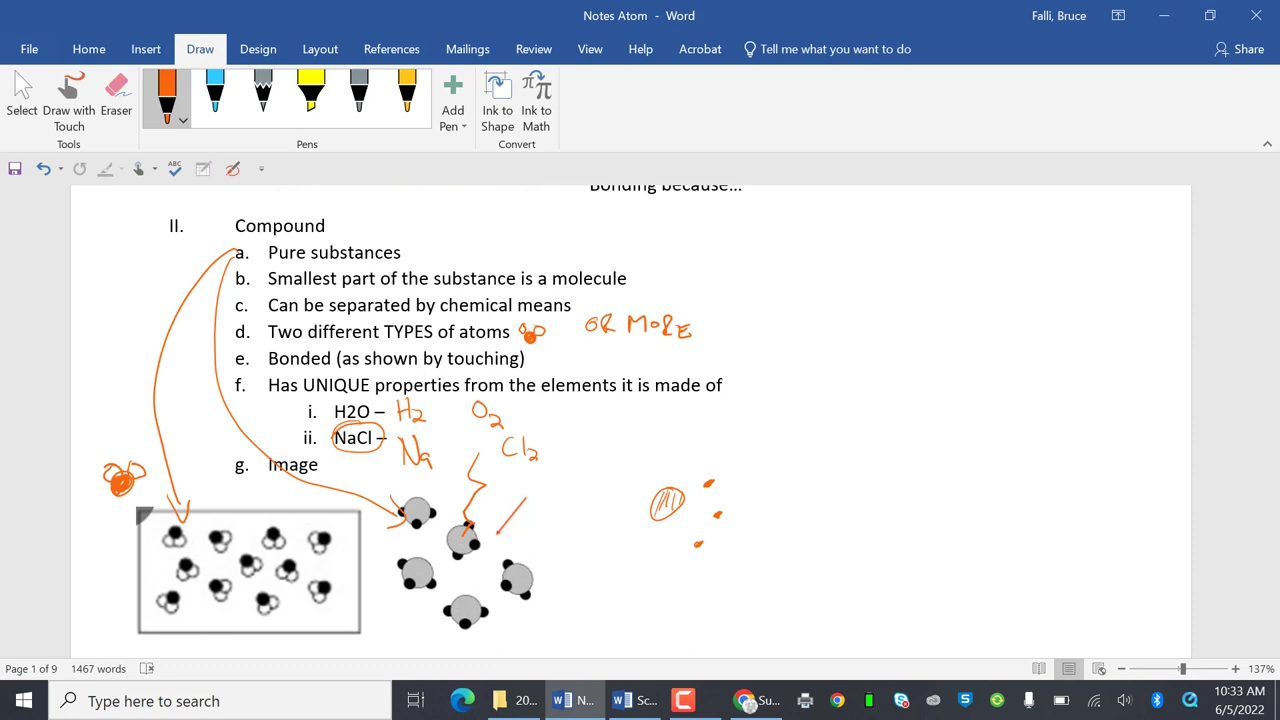 Notes Atom - Word
Falli, Bruce
File Home Insert Draw Design Layout References Mailings Review View Help Acrobat Tell me what you want to do Share
Select Draw with Touch Eraser Add Pen Ink to Shape Ink to Math
Tools Pens Convert
ABC
Bonding because...
II. Compound
a. Pure substances
b. Smallest part of the substance is a molecule
c. Can be separated by chemical means
d. Two different TYPES of atoms OR MORE
e. Bonded (as shown by touching)
f. Has UNIQUE properties from the elements it is made of
i. H2O – H2 O2
ii. NaCl – Na Cl2
g. Image
Page 1 of 9 1467 words 137%
Type here to search 20... N... Sc... Su... 10:33 AM
6/5/2022